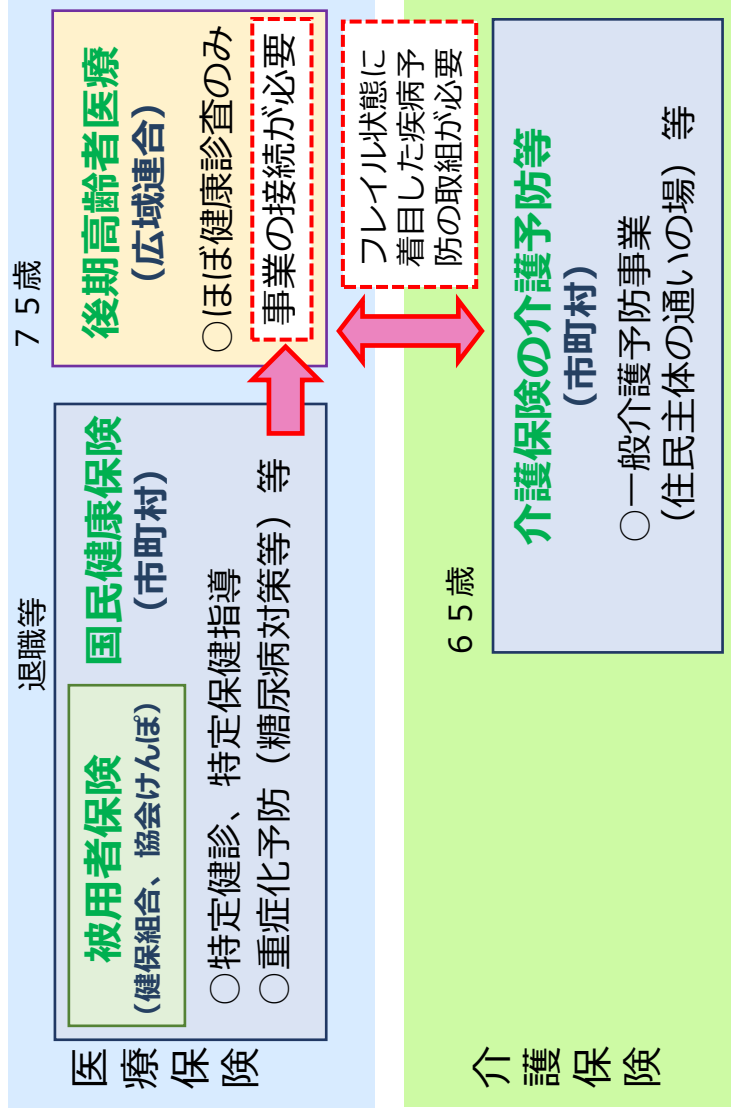 医療保険
退職等
７５歳
被用者保険
（健保組合、協会けんぽ）
国民健康保険
（市町村）
○特定健診、特定保健指導
○重症化予防（糖尿病対策等）等
後期高齢者医療
（広域連合）
○ほぼ健康診査のみ
事業の接続が必要
フレイル状態に
着目した疾病予
防の取組が必要
介護保険
６５歳
介護保険の介護予防等
（市町村）
○一般介護予防事業
（住民主体の通いの場）等